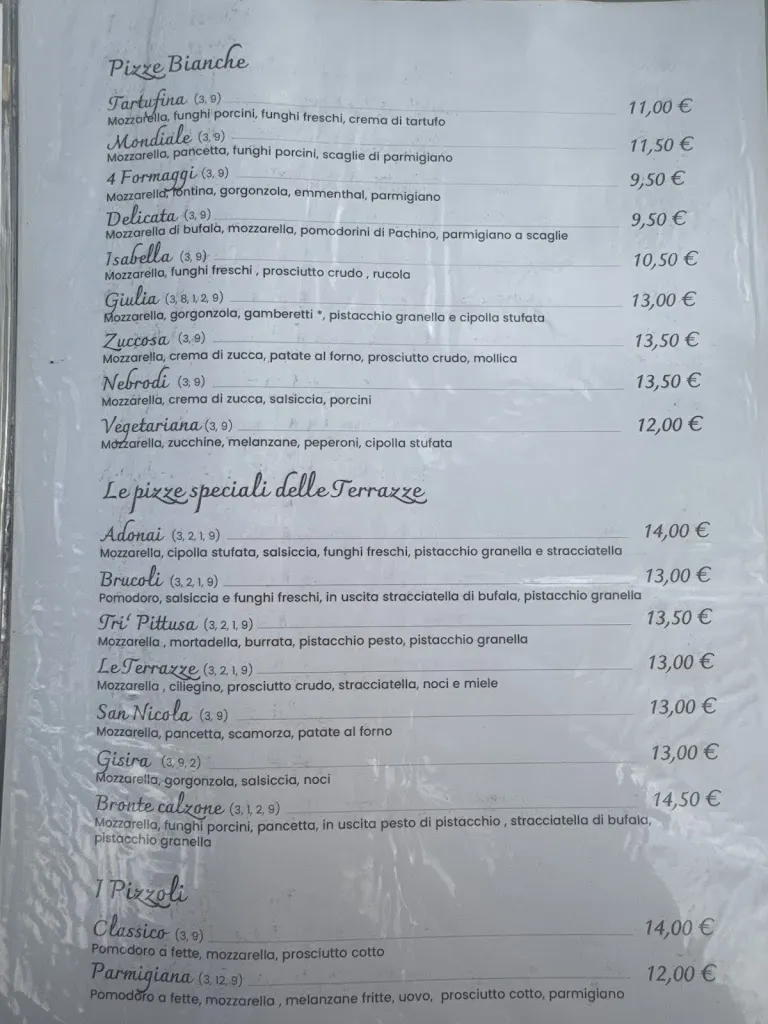 Pizze Bianche
Tartufina (3, 9) 11,00 €
Mozzarella, funghi porcini, funghi freschi, crema di tartufo
Mondiale (3, 9) 11,50 €
Mozzarella, pancetta, funghi porcini, scaglie di parmigiano
4 Formaggi (3, 9) 9,50 €
Mozzarella, fontina, gorgonzola, emmenthal, parmigiano
Delicata (3, 9) 9,50 €
Mozzarella di bufala, mozzarella, pomodorini di Pachino, parmigiano a scaglie
Isabella (3, 9) 10,50 €
Mozzarella, funghi freschi , prosciutto crudo , rucola
Giulia (3, 8, 1, 2, 9) 13,00 €
Mozzarella, gorgonzola, gamberetti *, pistacchio granella e cipolla stufata
Zuccosa (3, 9) 13,50 €
Mozzarella, crema di zucca, patate al forno, prosciutto crudo, mollica
Nebrodi (3, 9) 13,50 €
Mozzarella, crema di zucca, salsiccia, porcini
Vegetariana (3, 9) 12,00 €
Mozzarella, zucchine, melanzane, peperoni, cipolla stufata
Le pizze speciali delle Terrazze
Adonai (3, 2, 1, 9) 14,00 €
Mozzarella, cipolla stufata, salsiccia, funghi freschi, pistacchio granella e stracciatella
Brucoli (3, 2, 1, 9) 13,00 €
Pomodoro, salsiccia e funghi freschi, in uscita stracciatella di bufala, pistacchio granella
Tri' Pittusa (3, 2, 1, 9) 13,50 €
Mozzarella , mortadella, burrata, pistacchio pesto, pistacchio granella
Le Terrazze (3, 2, 1, 9) 13,00 €
Mozzarella , ciliegino, prosciutto crudo, stracciatella, noci e miele
San Nicola (3, 9) 13,00 €
Mozzarella, pancetta, scamorza, patate al forno
Gisira (3, 9, 2) 13,00 €
Mozzarella, gorgonzola, salsiccia, noci
Bronte calzone (3, 1, 2, 9) 14,50 €
Mozzarella, funghi porcini, pancetta, in uscita pesto di pistacchio , stracciatella di bufala,
pistacchio granella
I Pizzoli
Classico (3, 9) 14,00 €
Pomodoro a fette, mozzarella, prosciutto cotto
Parmigiana (3, 12, 9) 12,00 €
Pomodoro a fette, mozzarella , melanzane fritte, uovo, prosciutto cotto, parmigiano